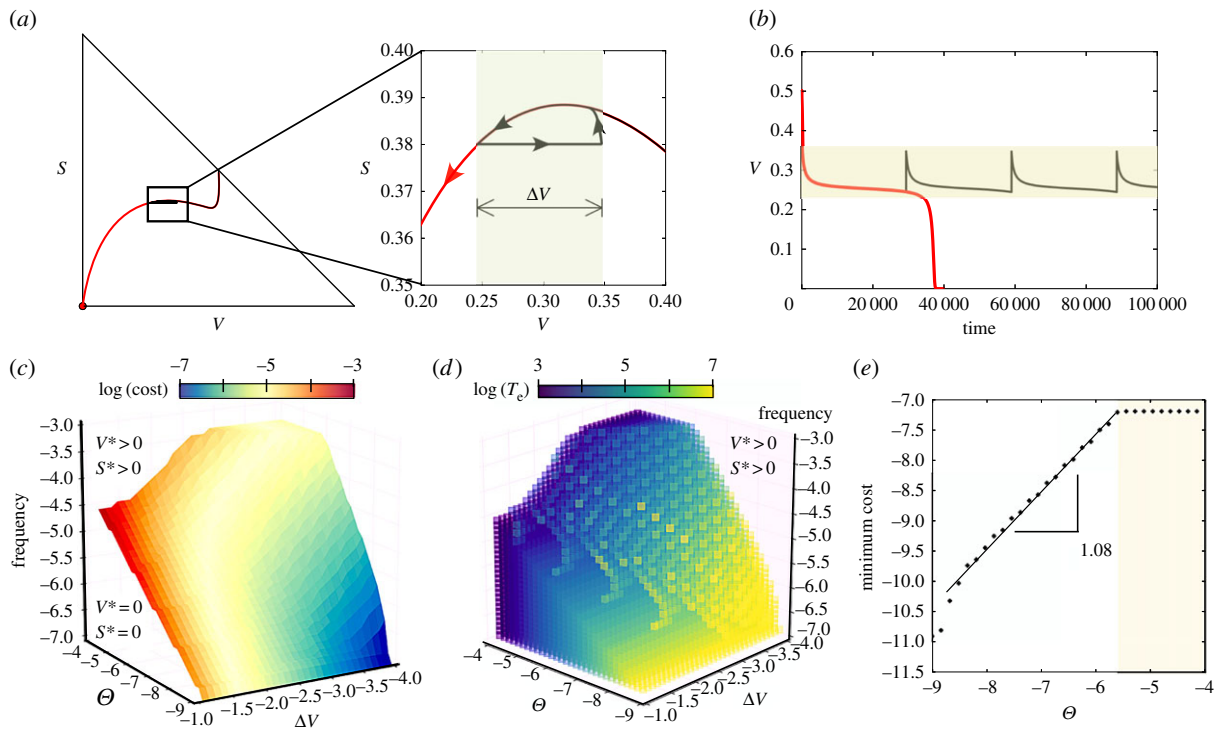 (a)
S
V
0.40
0.39
0.38
S
0.37
0.36
0.35
ΔV
0.20 0.25 0.30 0.35 0.40
V
(b)
0.6
0.5
0.4
V 0.3
0.2
0.1
0 20 000 40 000 60 000 80 000 100 000
time
(c)
–7 –5 –3
log (cost)
V* > 0
S* > 0
–3.0
–3.5
–4.0
–4.5
–5.0
–5.5
–6.0
–6.5
–7.0
frequency
V* = 0
S* = 0
–4
–5
–6
–7
–8
–9
Θ
–1.0
–1.5
–2.0
–2.5
–3.0
–3.5
–4.0
ΔV
(d)
3 5 7
log (Te)
frequency
V* > 0
S* > 0
–3.0
–3.5
–4.0
–4.5
–5.0
–5.5
–6.0
–6.5
–7.0
–4
–5
–6
–7
–8
–9
Θ
–1.0
–1.5
–2.0
–2.5
–3.0
–3.5
–4.0
ΔV
(e)
–7.0
–7.5
–8.0
–8.5
–9.0
–9.5
–10.0
–10.5
–11.0
–11.5
minimum cost
1.08
–9 –8 –7 –6 –5 –4
Θ